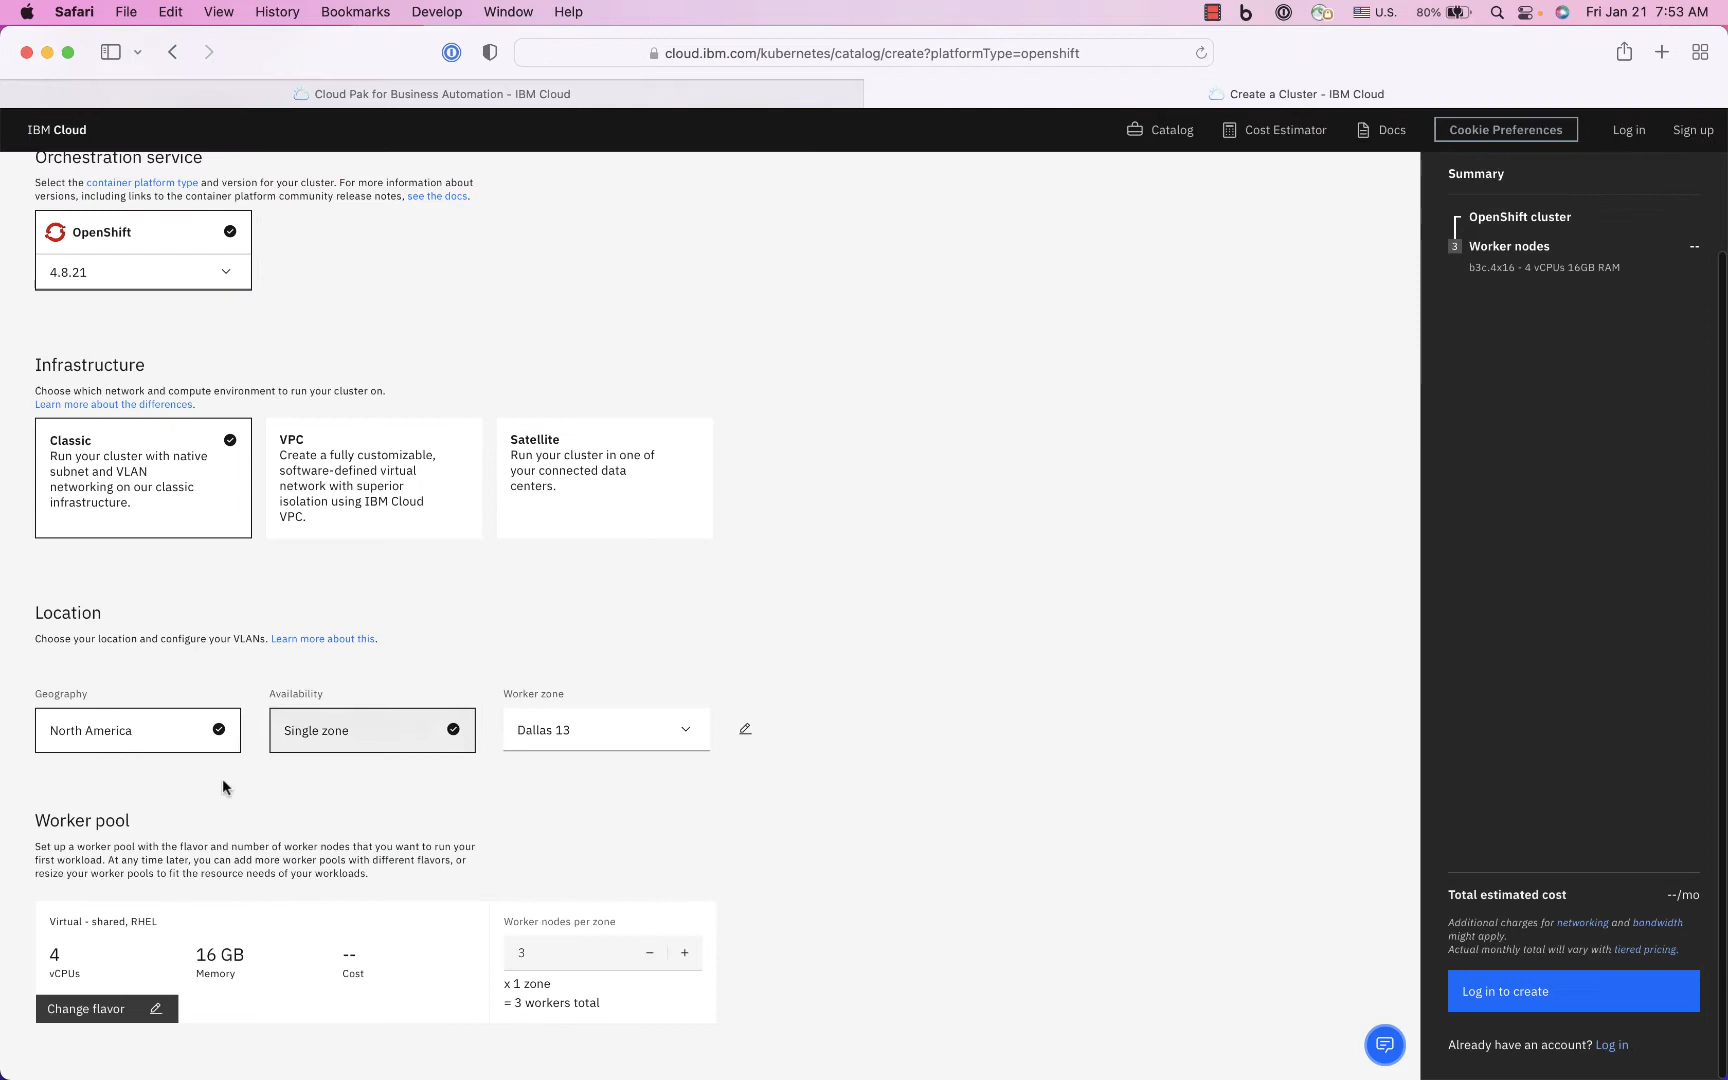 Safari File Edit View History Bookmarks Develop Window Help
U.S. 80% Fri Jan 21 7:53 AM
cloud.ibm.com/kubernetes/catalog/create?platformType=openshift
Cloud Pak for Business Automation - IBM Cloud
Create a Cluster - IBM Cloud
IBM Cloud
Catalog Cost Estimator Docs Cookie Preferences Log in Sign up
Orchestration service
Select the container platform type and version for your cluster. For more information about
versions, including links to the container platform community release notes, see the docs.
OpenShift
4.8.21
Infrastructure
Choose which network and compute environment to run your cluster on.
Learn more about the differences.
Classic
Run your cluster with native
subnet and VLAN
networking on our classic
infrastructure.
VPC
Create a fully customizable,
software-defined virtual
network with superior
isolation using IBM Cloud
VPC.
Satellite
Run your cluster in one of
your connected data
centers.
Location
Choose your location and configure your VLANs. Learn more about this.
Geography
North America
Availability
Single zone
Worker zone
Dallas 13
Worker pool
Set up a worker pool with the flavor and number of worker nodes that you want to run your
first workload. At any time later, you can add more worker pools with different flavors, or
resize your worker pools to fit the resource needs of your workloads.
Virtual - shared, RHEL
4
vCPUs
16 GB
Memory
--
Cost
Change flavor
Worker nodes per zone
3 − +
x 1 zone
= 3 workers total
Summary
OpenShift cluster
3 Worker nodes --
b3c.4x16 - 4 vCPUs 16GB RAM
Total estimated cost --/mo
Additional charges for networking and bandwidth
might apply.
Actual monthly total will vary with tiered pricing.
Log in to create
Already have an account? Log in